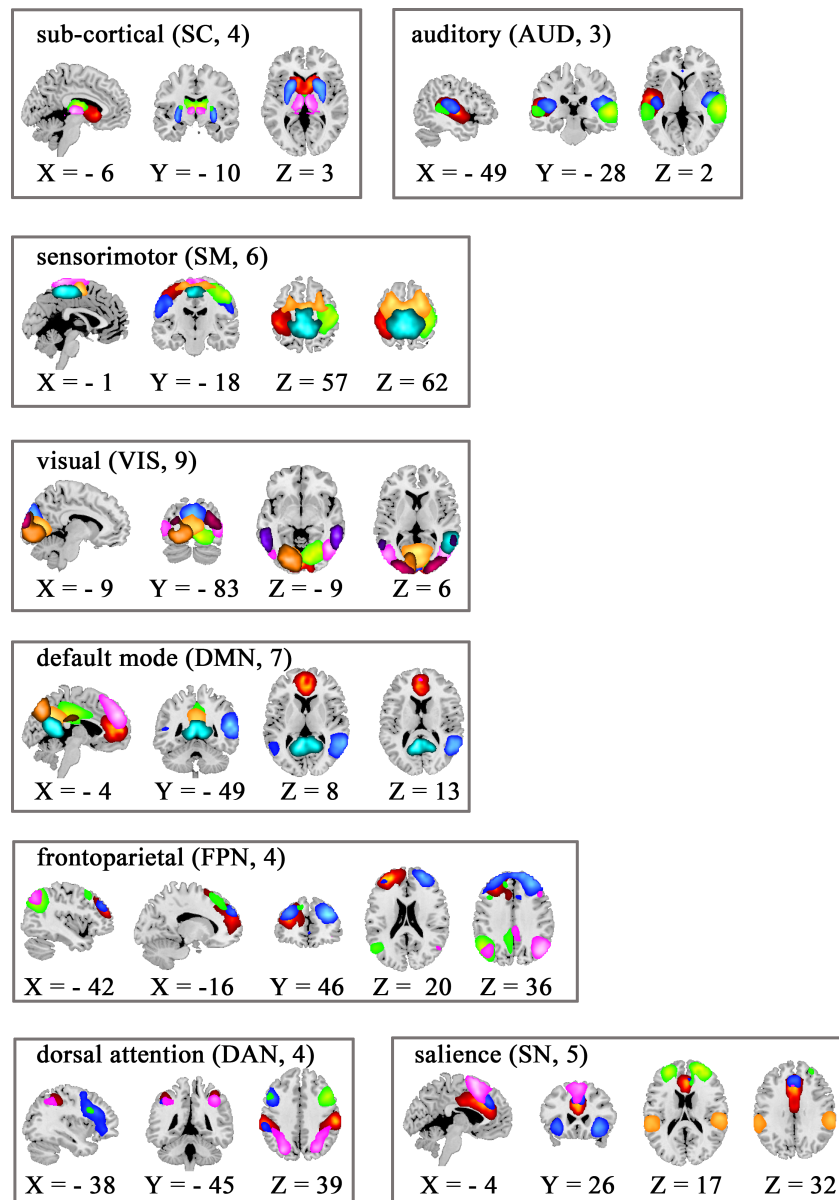 sub-cortical (SC, 4)
X = - 6 Y = - 10 Z = 3
auditory (AUD, 3)
X = - 49 Y = - 28 Z = 2
sensorimotor (SM, 6)
X = - 1 Y = - 18 Z = 57 Z = 62
visual (VIS, 9)
X = - 9 Y = - 83 Z = - 9 Z = 6
default mode (DMN, 7)
X = - 4 Y = - 49 Z = 8 Z = 13
frontoparietal (FPN, 4)
X = - 42 X = -16 Y = 46 Z = 20 Z = 36
dorsal attention (DAN, 4)
X = - 38 Y = - 45 Z = 39
salience (SN, 5)
X = - 4 Y = 26 Z = 17 Z = 32